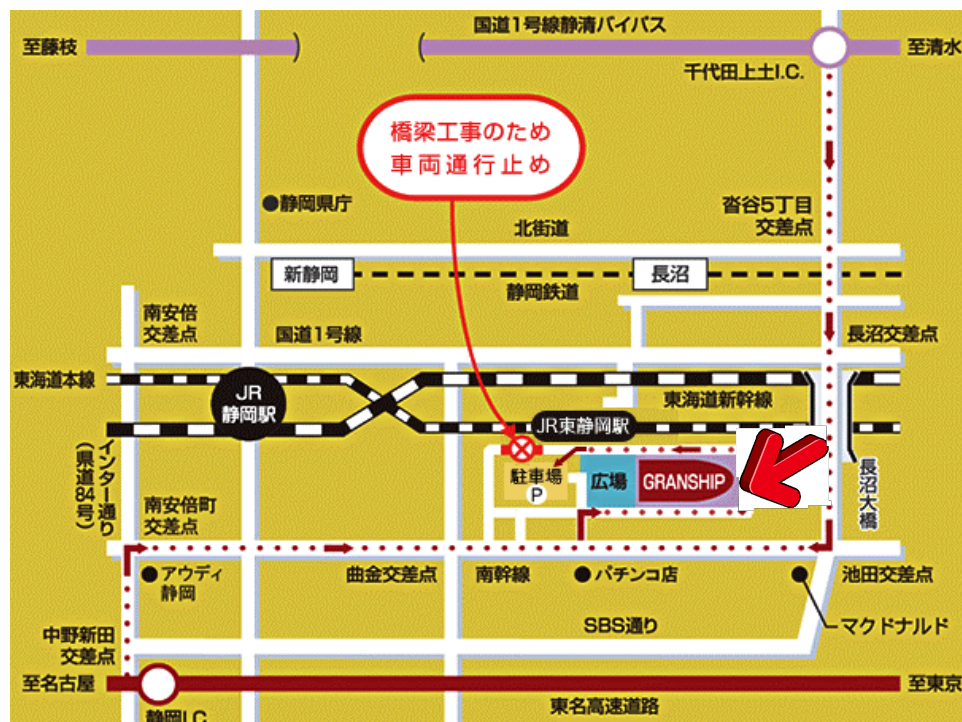 国道1号線静清バイパス
至藤枝
至清水
千代田上土I.C.
橋梁工事のため
車両通行止め
静岡県庁
沓谷5丁目
交差点
北街道
新静岡
長沼
静岡鉄道
南安倍
交差点
国道1号線
長沼交差点
東海道本線
JR
静岡駅
東海道新幹線
JR東静岡駅
インター通り
(県道84号)
駐車場
P
広場
GRANSHIP
長沼大橋
南安倍町
交差点
アウディ
静岡
曲金交差点
南幹線
パチンコ店
池田交差点
SBS通り
マクドナルド
中野新田
交差点
至名古屋
至東京
東名高速道路
静岡I.C.